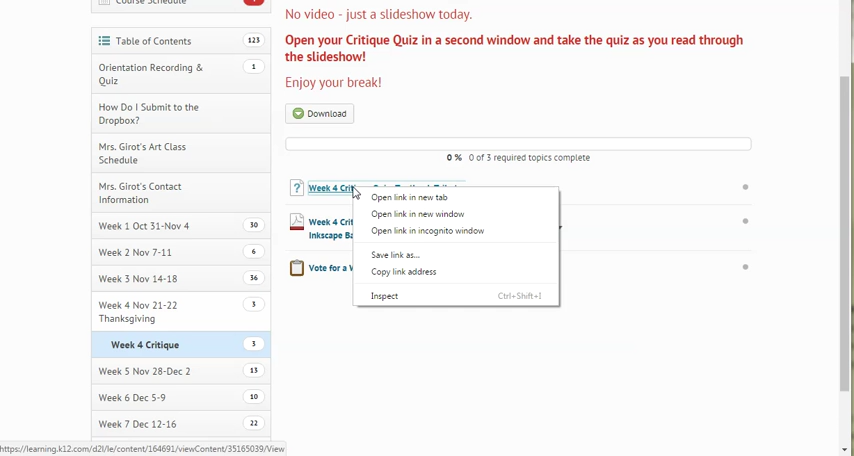 Course Schedule
No video - just a slideshow today.
Open your Critique Quiz in a second window and take the quiz as you read through
the slideshow!
Enjoy your break!
Download
0 % 0 of 3 required topics complete
Table of Contents 123
Orientation Recording & 1
Quiz
How Do I Submit to the
Dropbox?
Mrs. Girot's Art Class
Schedule
Mrs. Girot's Contact
Information
Week 1 Oct 31-Nov 4 30
Week 2 Nov 7-11 6
Week 3 Nov 14-18 36
Week 4 Nov 21-22 3
Thanksgiving
Week 4 Critique 3
Week 5 Nov 28-Dec 2 13
Week 6 Dec 5-9 10
Week 7 Dec 12-16 22
Week 4
Week 4
Inkscape
Vote for a
Open link in new tab
Open link in new window
Open link in incognito window
Save link as...
Copy link address
Inspect Ctrl+Shift+I
https://learning.k12.com/d2l/le/content/164691/viewContent/35165039/View